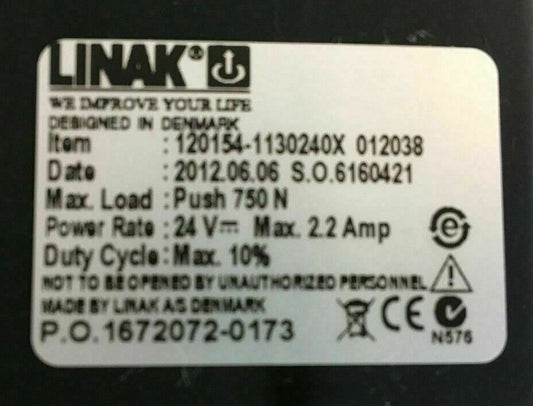 LINAK®
WE IMPROVE YOUR LIFE
DESIGNED IN DENMARK
Item : 120154-1130240X 012038
Date : 2012.06.06 S.O.6160421
Max. Load : Push 750 N
Power Rate : 24 V⎓ Max. 2.2 Amp
Duty Cycle : Max. 10%
NOT TO BE OPENED BY UNAUTHORIZED PERSONNEL
MADE BY LINAK A/S DENMARK
P.O.1672072-0173
CE
N576